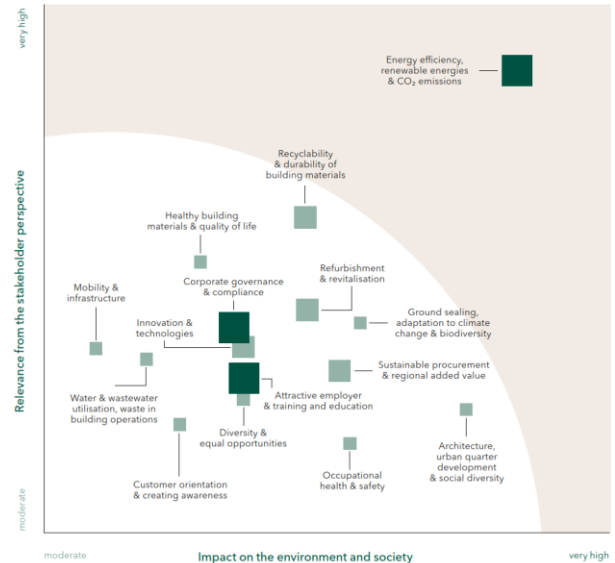 very high
Relevance from the stakeholder perspective
moderate
Energy efficiency,
renewable energies
& CO₂ emissions
Recyclability
& durability of
building materials
Healthy building
materials & quality of life
Corporate governance
& compliance
Refurbishment
& revitalisation
Mobility &
infrastructure
Innovation &
technologies
Ground sealing,
adaptation to climate
change & biodiversity
Sustainable procurement
& regional added value
Water & wastewater
utilisation, waste in
building operations
Attractive employer
& training and education
Diversity &
equal opportunities
Architecture,
urban quarter
development
& social diversity
Customer orientation
& creating awareness
Occupational
health & safety
moderate
Impact on the environment and society
very high